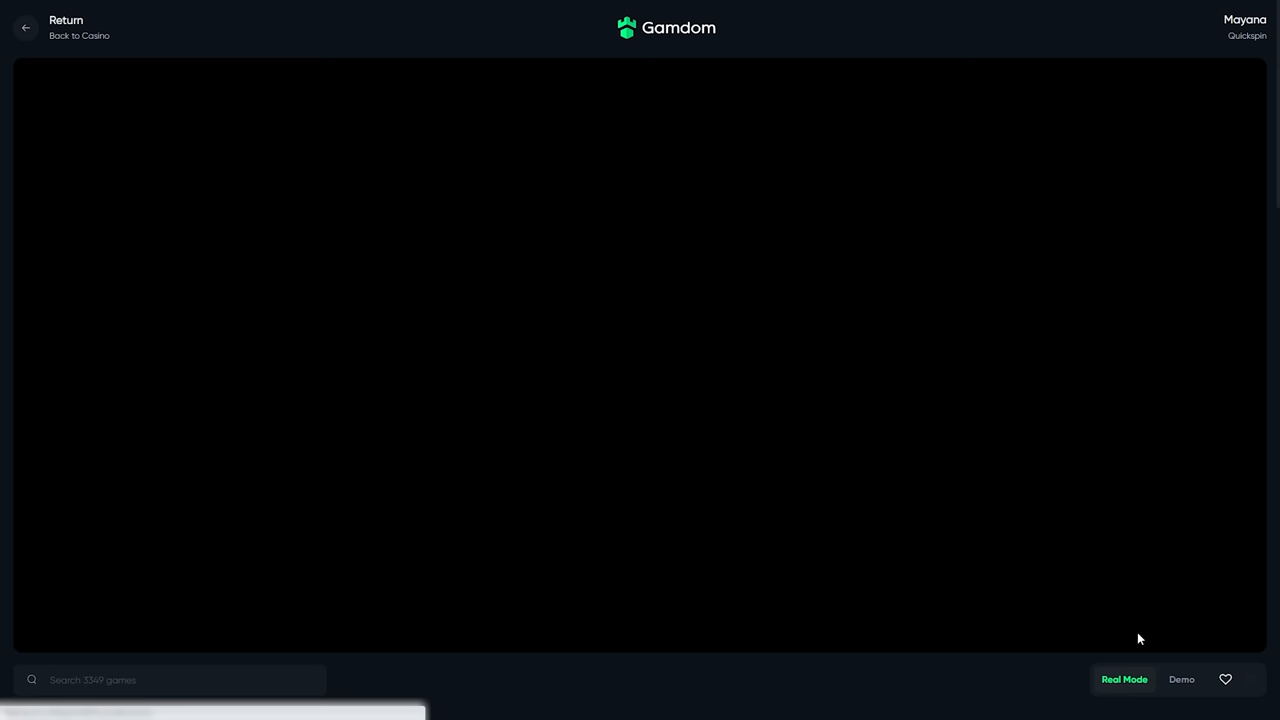 Return
Back to Casino
Gamdom
Mayana
Quickspin
Search 3349 games
Real Mode
Demo